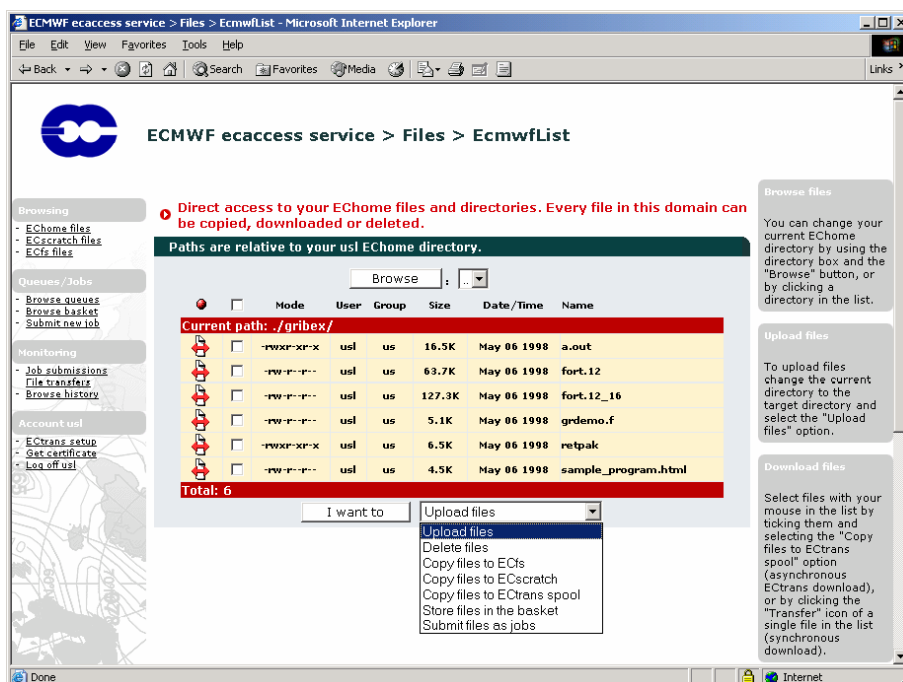 ECMWF ecaccess service > Files > EcmwfList - Microsoft Internet Explorer
File Edit View Favorites Tools Help
Back Search Favorites Media Links
ECMWF ecaccess service > Files > EcmwfList
Browsing
- EChome files
- ECscratch files
- ECfs files
Queues/Jobs
- Browse queues
- Browse basket
- Submit new job
Monitoring
- Job submissions
File transfers
- Browse history
Account usl
- ECtrans setup
- Get certificate
- Log off usl
Direct access to your EChome files and directories. Every file in this domain can
be copied, downloaded or deleted.
Paths are relative to your usl EChome directory.
Browse : ..
Mode User Group Size Date/Time Name
Current path: ./gribex/
-rwxr-xr-x usl us 16.5K May 06 1998 a.out
-rw-r--r-- usl us 63.7K May 06 1998 fort.12
-rw-r--r-- usl us 127.3K May 06 1998 fort.12_16
-rw-r--r-- usl us 5.1K May 06 1998 grdemo.f
-rwxr-xr-x usl us 6.5K May 06 1998 retpak
-rw-r--r-- usl us 4.5K May 06 1998 sample_program.html
Total: 6
I want to Upload files
Upload files
Delete files
Copy files to ECfs
Copy files to ECscratch
Copy files to ECtrans spool
Store files in the basket
Submit files as jobs
Browse files
You can change your
current EChome
directory by using the
directory box and the
"Browse" button, or
by clicking a
directory in the list.
Upload files
To upload files
change the current
directory to the
target directory and
select the "Upload
files" option.
Download files
Select files with your
mouse in the list by
ticking them and
selecting the "Copy
files to ECtrans
spool" option
(asynchronous
ECtrans download),
or by clicking the
"Transfer" icon of a
single file in the list
(synchronous
download).
Done Internet